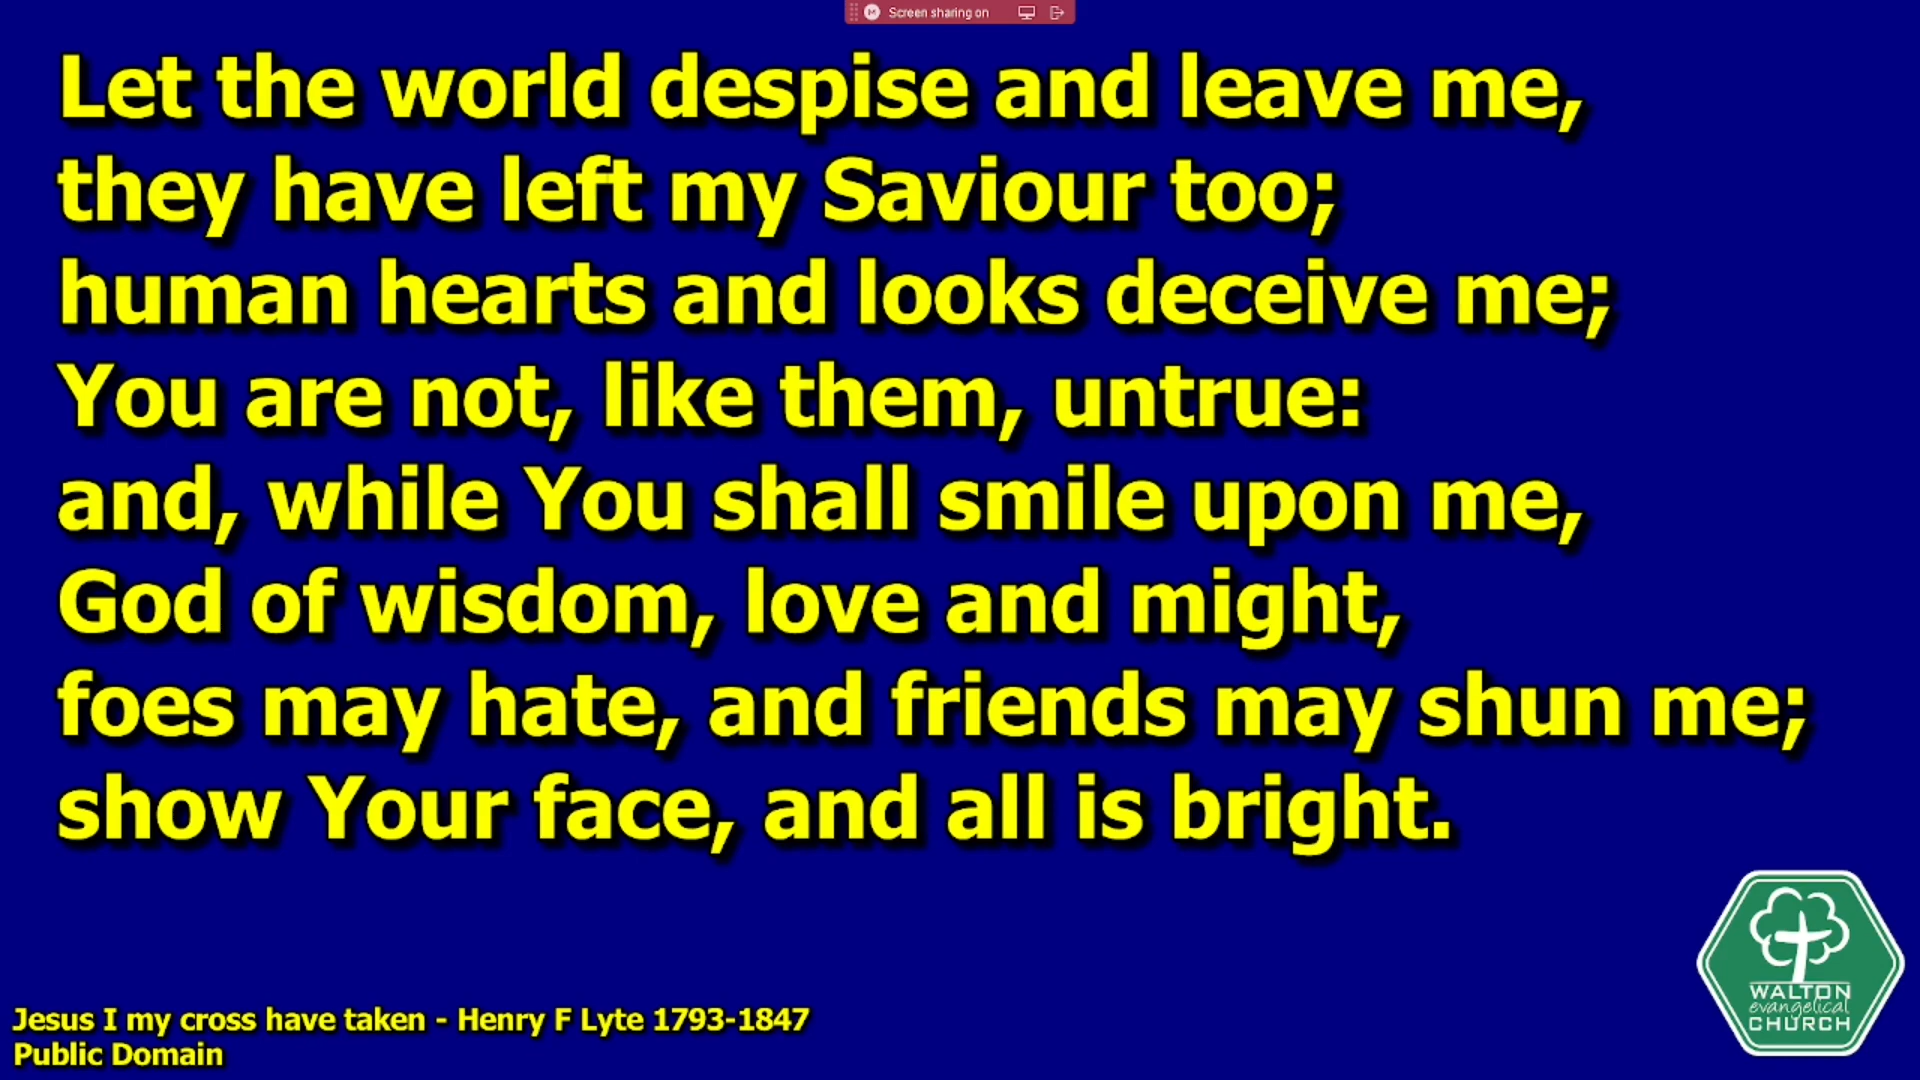 Screen sharing on
Let the world despise and leave me,
they have left my Saviour too;
human hearts and looks deceive me;
You are not, like them, untrue:
and, while You shall smile upon me,
God of wisdom, love and might,
foes may hate, and friends may shun me;
show Your face, and all is bright.
WALTON
evangelical
CHURCH
Jesus I my cross have taken - Henry F Lyte 1793-1847
Public Domain